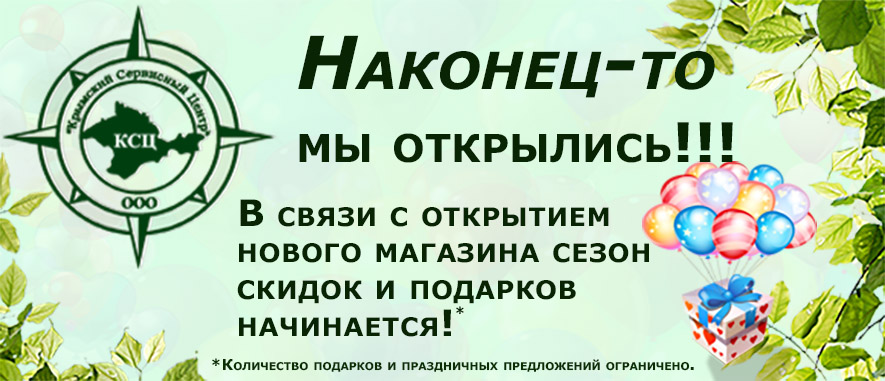 "Крымский Сервисный Центр"
КСЦ
ООО
Наконец-то
мы открылись!!!
В связи с открытием
нового магазина сезон
скидок и подарков
начинается!*
*Количество подарков и праздничных предложений ограничено.